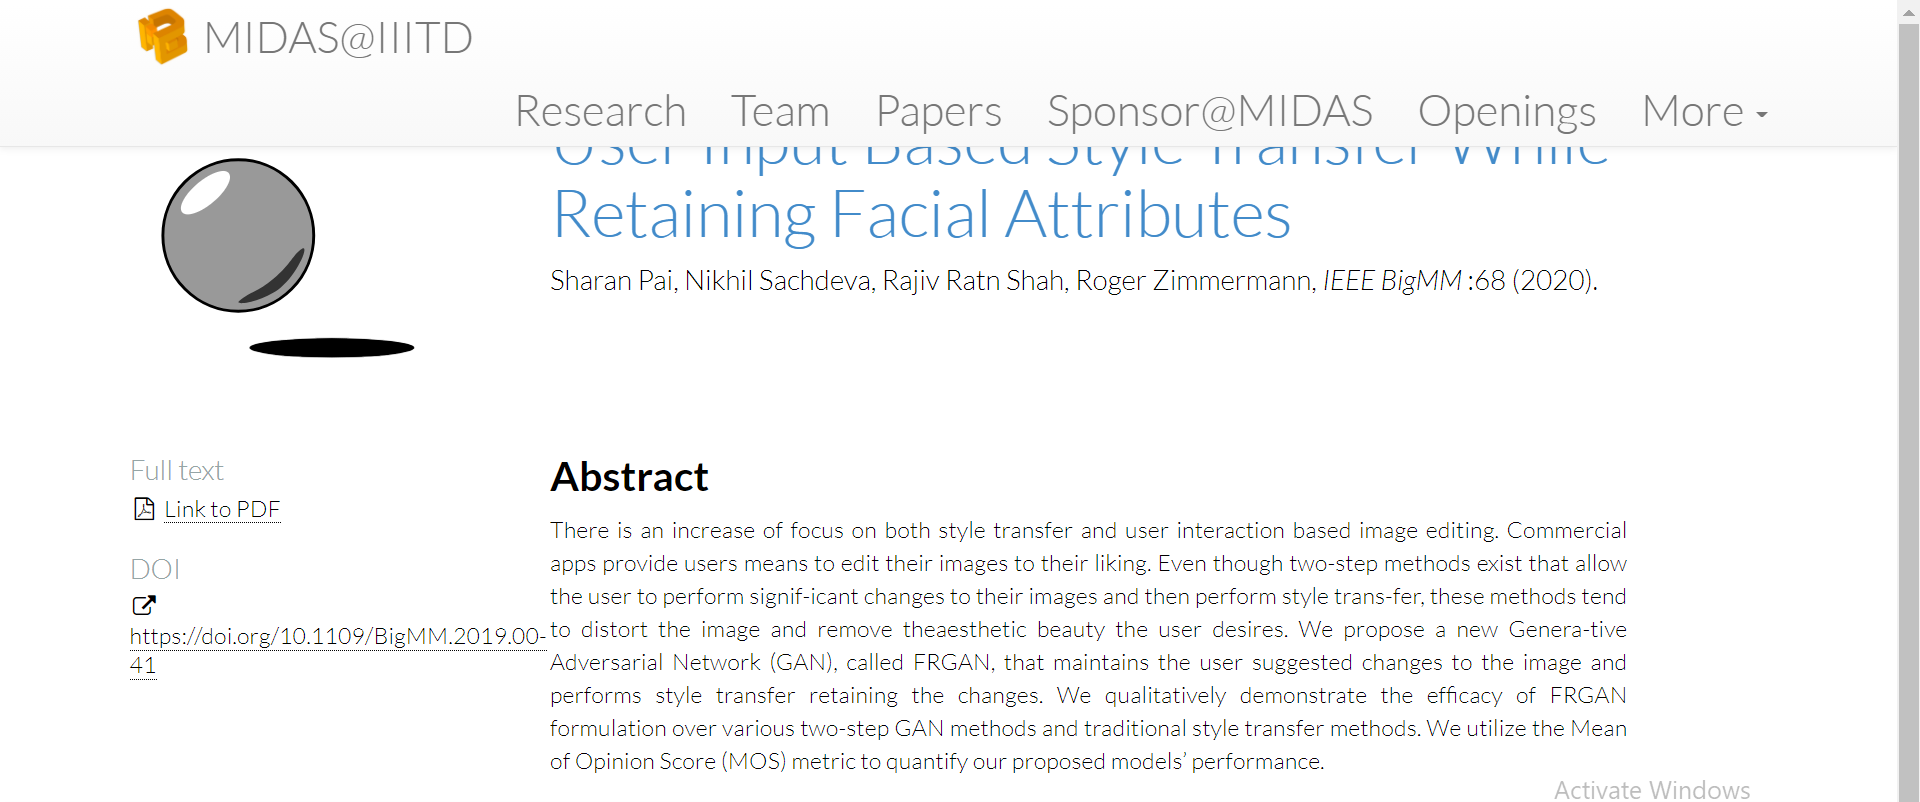 MIDAS@IIITD
Research Team Papers Sponsor@MIDAS Openings More
User Input Based Style Transfer While
Retaining Facial Attributes
Sharan Pai, Nikhil Sachdeva, Rajiv Ratn Shah, Roger Zimmermann, IEEE BigMM :68 (2020).
Full text
Link to PDF
DOI
https://doi.org/10.1109/BigMM.2019.00-
41
Abstract
There is an increase of focus on both style transfer and user interaction based image editing. Commercial
apps provide users means to edit their images to their liking. Even though two-step methods exist that allow
the user to perform signif-icant changes to their images and then perform style trans-fer, these methods tend
to distort the image and remove theaesthetic beauty the user desires. We propose a new Genera-tive
Adversarial Network (GAN), called FRGAN, that maintains the user suggested changes to the image and
performs style transfer retaining the changes. We qualitatively demonstrate the efficacy of FRGAN
formulation over various two-step GAN methods and traditional style transfer methods. We utilize the Mean
of Opinion Score (MOS) metric to quantify our proposed models’ performance.
Activate Windows